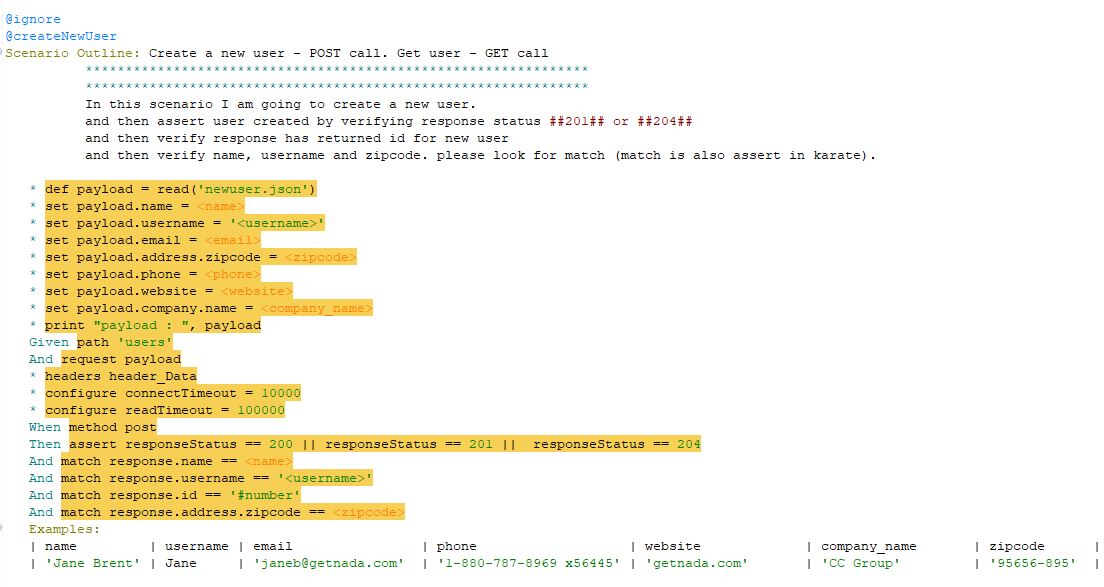 @ignore
@createNewUser
Scenario Outline: Create a new user - POST call. Get user - GET call
***************************************************************
***************************************************************
In this scenario I am going to create a new user.
and then assert user created by verifying response status ##201## or ##204##
and then verify response has returned id for new user
and then verify name, username and zipcode. please look for match (match is also assert in karate).
* def payload = read('newuser.json')
* set payload.name = <name>
* set payload.username = '<username>'
* set payload.email = <email>
* set payload.address.zipcode = <zipcode>
* set payload.phone = <phone>
* set payload.website = <website>
* set payload.company.name = <company_name>
* print "payload : ", payload
Given path 'users'
And request payload
* headers header_Data
* configure connectTimeout = 10000
* configure readTimeout = 100000
When method post
Then assert responseStatus == 200 || responseStatus == 201 ||  responseStatus == 204
And match response.name == <name>
And match response.username == '<username>'
And match response.id == '#number'
And match response.address.zipcode == <zipcode>
Examples:
| name | username | email | phone | website | company_name | zipcode |
| 'Jane Brent' | Jane | 'janeb@getnada.com' | '1-880-787-8969 x56445' | 'getnada.com' | 'CC Group' | '95656-895' |